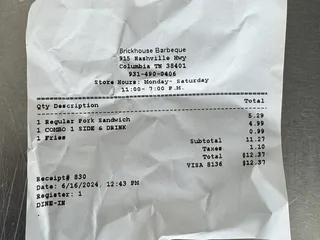 Brickhouse Barbeque
915 Nashville Hwy
Columbia TN 38401
931-490-0406
Store Hours: Monday- Saturday
11:00- 7:00 P.M.
Qty Description Total
1 Regular Pork Sandwich 5.29
1 COMBO 1 SIDE & DRINK 4.99
1 Fries 0.99
Subtotal 11.27
Taxes 1.10
Total $12.37
VISA 8136 $12.37
Receipt# 830
Date: 6/16/2024, 12:43 PM
Register: 1
DINE-IN